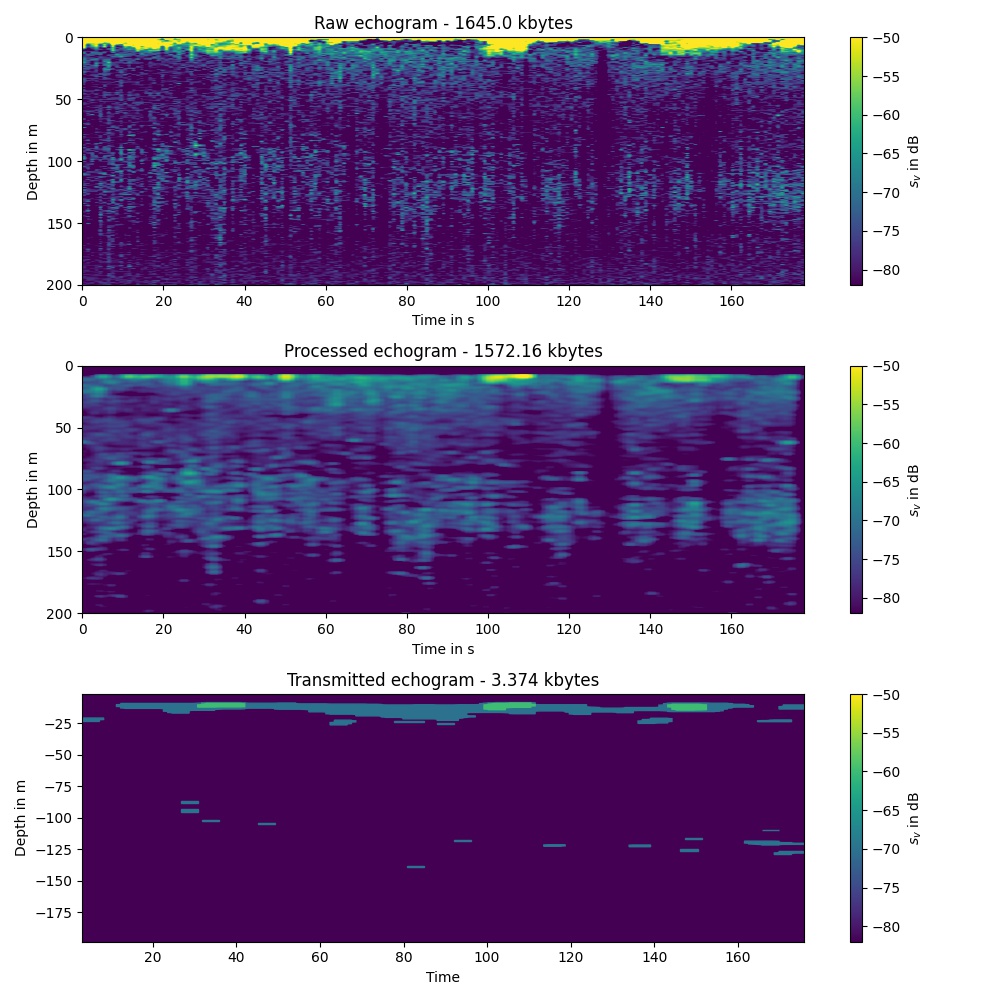 Raw echogram - 1645.0 kbytes
0
50
100
150
200
Depth in m
0 20 40 60 80 100 120 140 160
Time in s
−50
−55
−60
−65
−70
−75
−80
s_v in dB
Processed echogram - 1572.16 kbytes
0
50
100
150
200
Depth in m
0 20 40 60 80 100 120 140 160
Time in s
−50
−55
−60
−65
−70
−75
−80
s_v in dB
Transmitted echogram - 3.374 kbytes
−25
−50
−75
−100
−125
−150
−175
Depth in m
20 40 60 80 100 120 140 160
Time
−50
−55
−60
−65
−70
−75
−80
s_v in dB